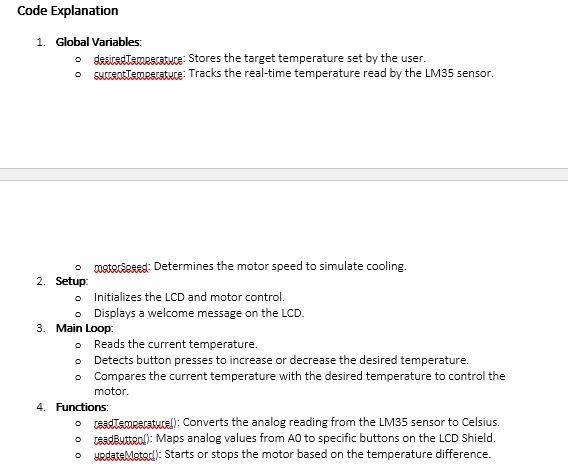 Code Explanation
1. Global Variables:
o desiredTemperature: Stores the target temperature set by the user.
o currentTemperature: Tracks the real-time temperature read by the LM35 sensor.
o motorSpeed: Determines the motor speed to simulate cooling.
2. Setup:
o Initializes the LCD and motor control.
o Displays a welcome message on the LCD.
3. Main Loop:
o Reads the current temperature.
o Detects button presses to increase or decrease the desired temperature.
o Compares the current temperature with the desired temperature to control the
motor.
4. Functions:
o readTemperature(): Converts the analog reading from the LM35 sensor to Celsius.
o readButton(): Maps analog values from A0 to specific buttons on the LCD Shield.
o updateMotor(): Starts or stops the motor based on the temperature difference.